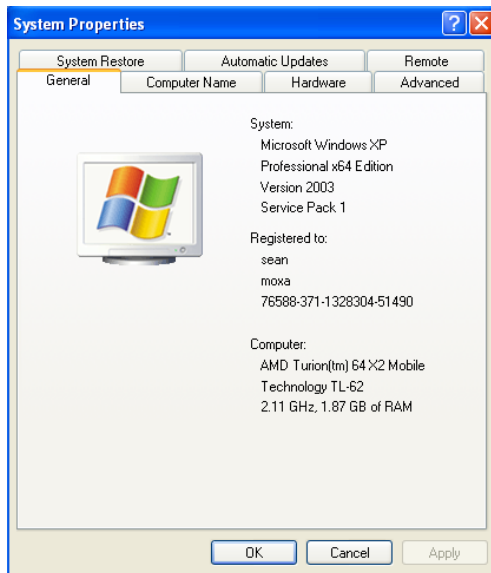 System Properties
System Restore Automatic Updates Remote
General Computer Name Hardware Advanced
System:
Microsoft Windows XP
Professional x64 Edition
Version 2003
Service Pack 1
Registered to:
sean
moxa
76588-371-1328304-51490
Computer:
AMD Turion(tm) 64 X2 Mobile
Technology TL-62
2.11 GHz, 1.87 GB of RAM
OK Cancel Apply